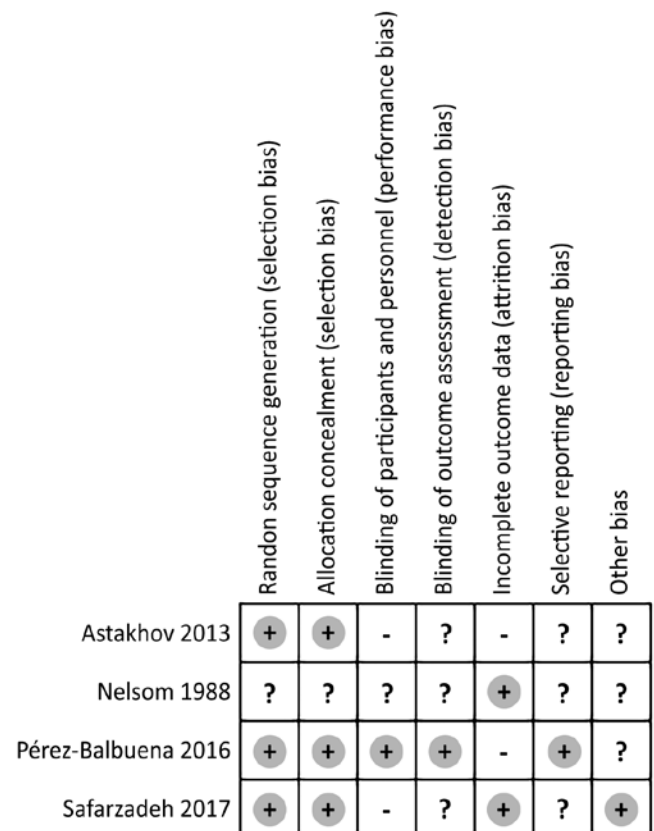 Randon sequence generation (selection bias)
Allocation concealment (selection bias)
Blinding of participants and personnel (performance bias)
Blinding of outcome assessment (detection bias)
Incomplete outcome data (attrition bias)
Selective reporting (reporting bias)
Other bias
Astakhov 2013 + + - ? - ? ?
Nelsom 1988 ? ? ? ? + ? ?
Pérez-Balbuena 2016 + + + + - + ?
Safarzadeh 2017 + + - ? + ? +